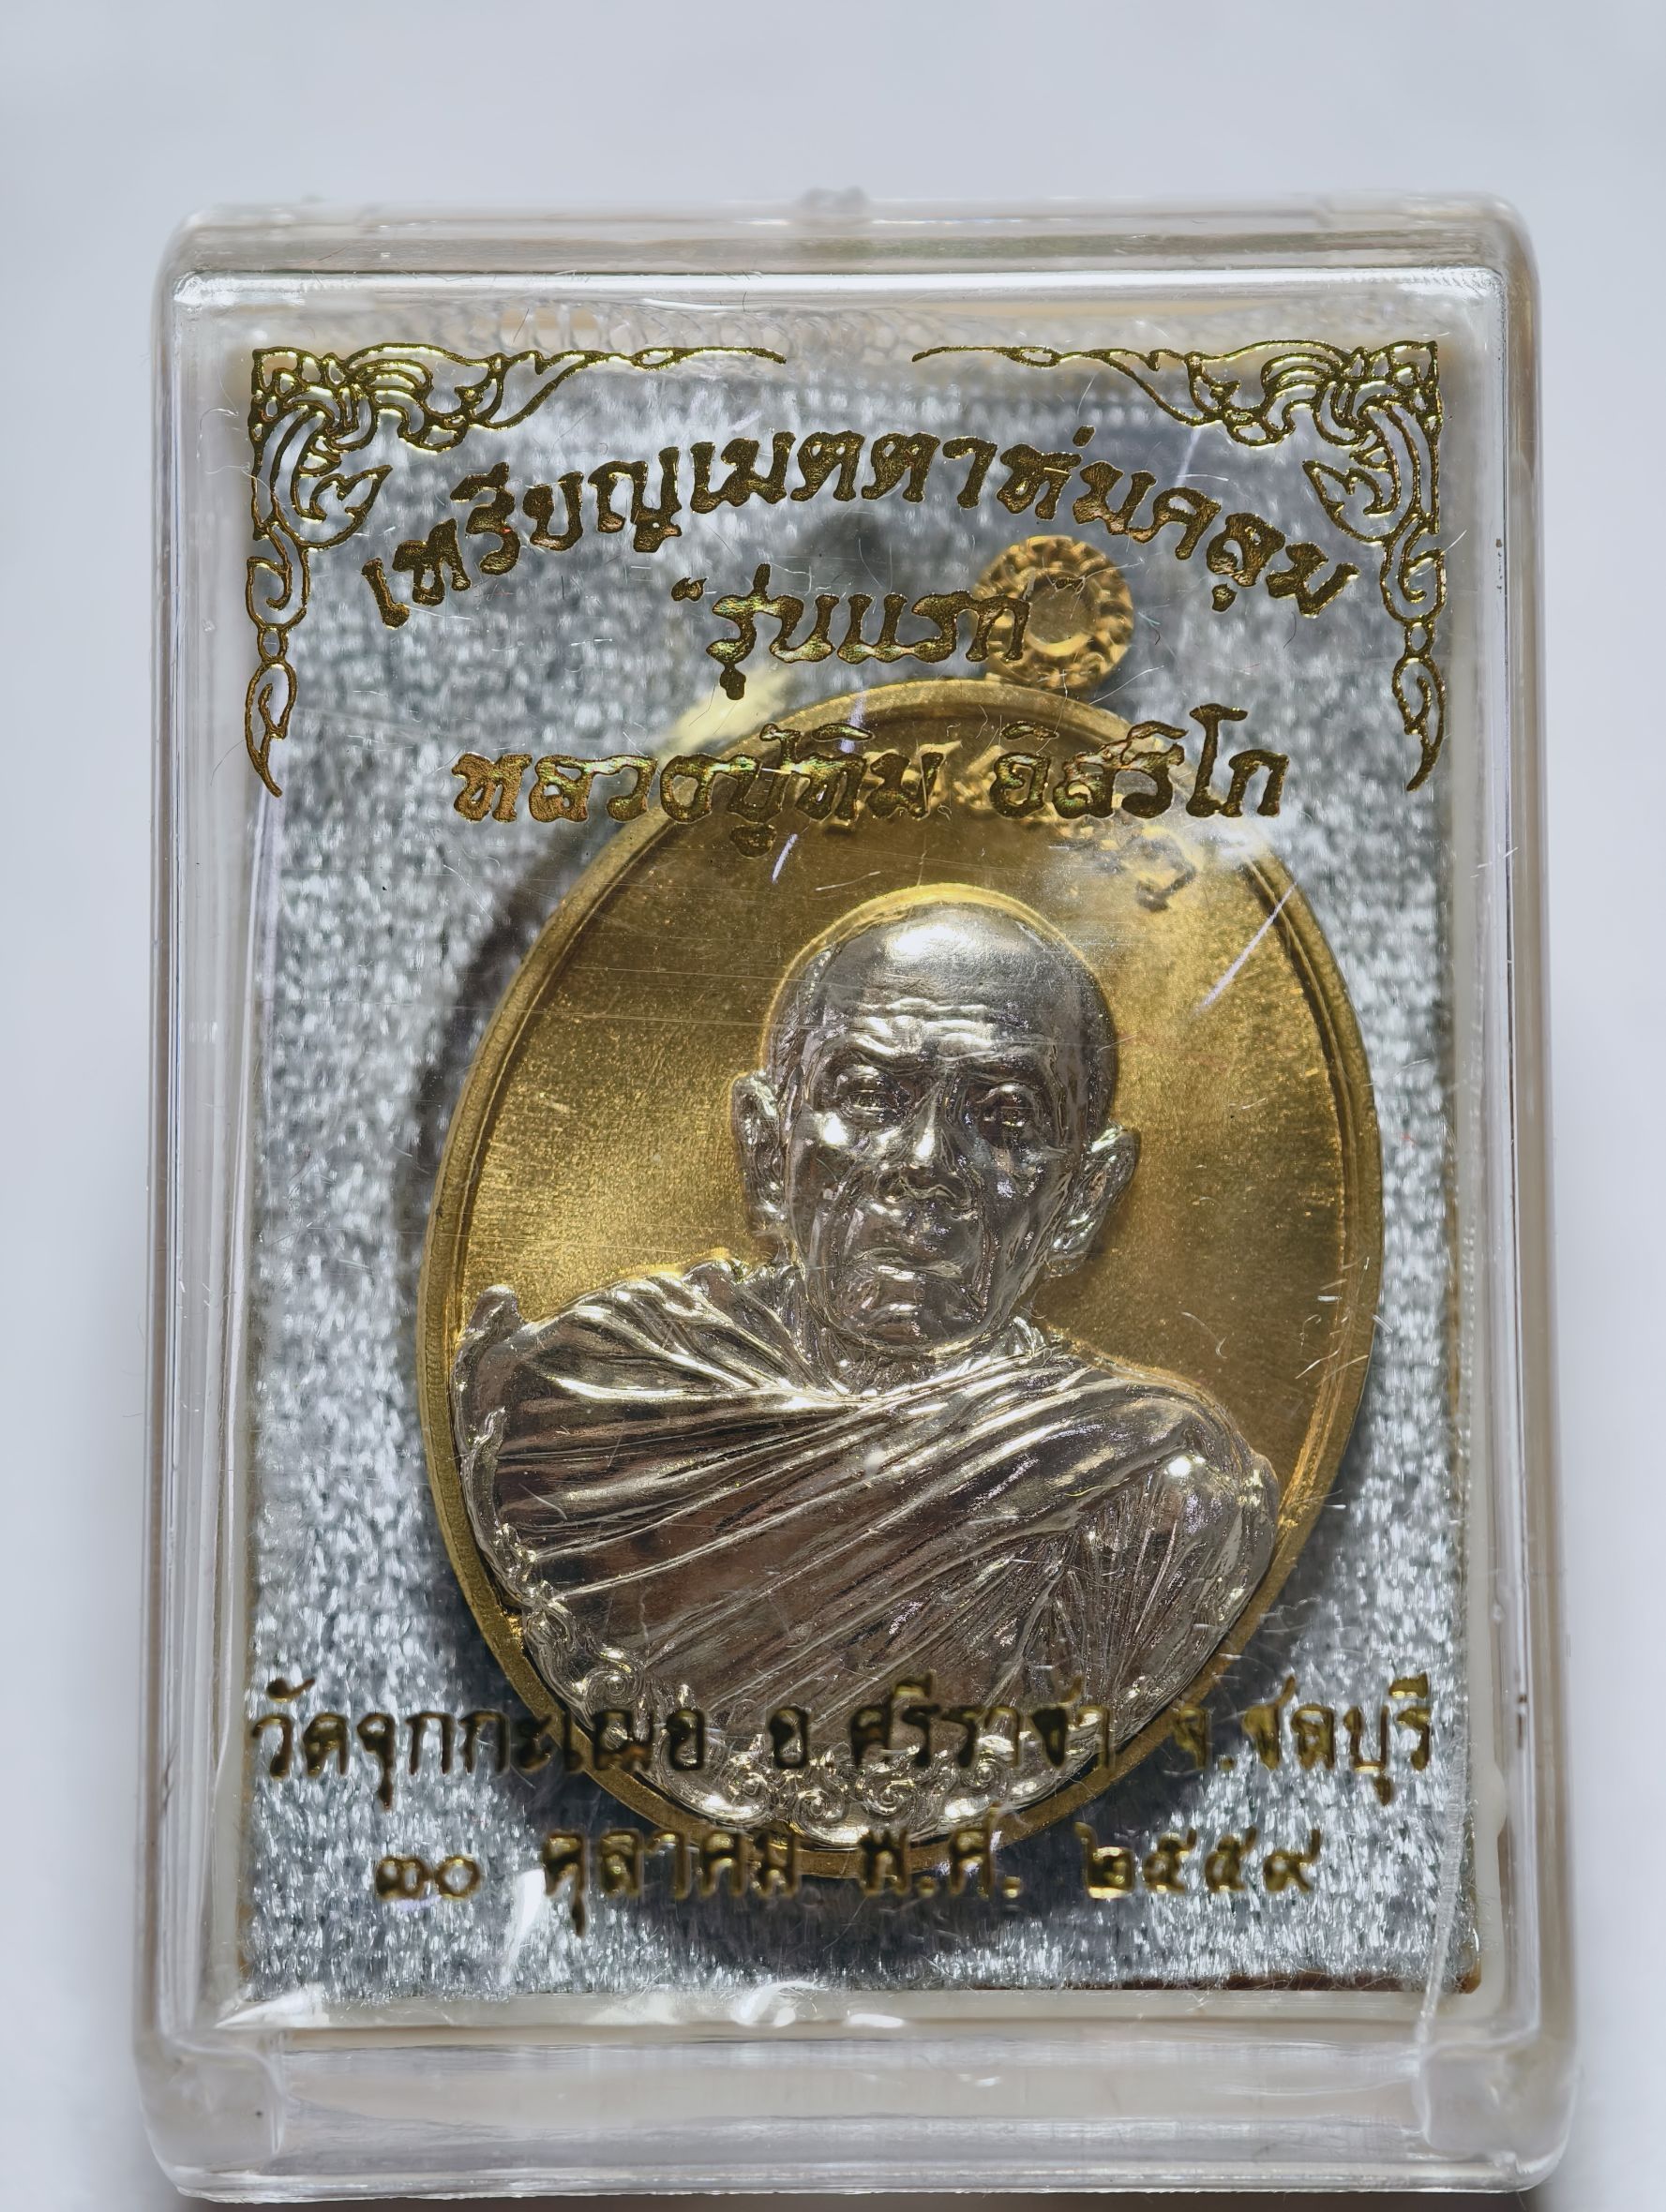 เหรียญเมตตาห่มคลุม
"รุ่นแรก"
หลวงปู่ทิม อิสริโก
วัดจุกกะเฌอ อ.ศรีราชา จ.ชลบุรี
๓๐ ตุลาคม พ.ศ. ๒๕๕๙